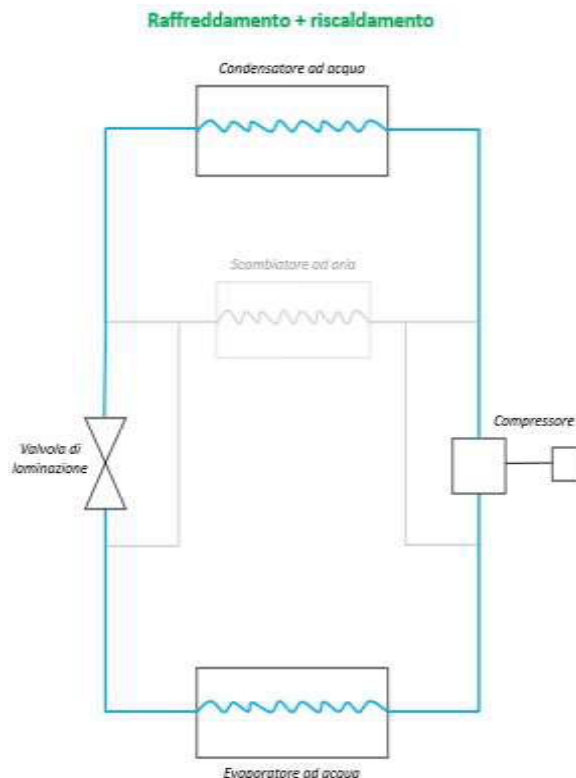 Raffreddamento + riscaldamento
Condensatore ad acqua
Scambiatore ad aria
Compressore
Valvola di
laminazione
Evaporatore ad acqua